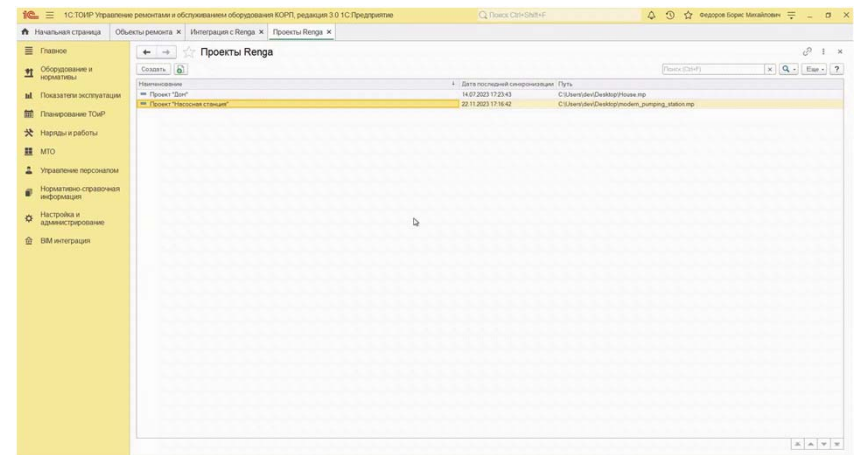 1С:ТОИР Управление ремонтами и обслуживанием оборудования КОРП, редакция 3.0 1С:Предприятие
Поиск Ctrl+Shift+F
Федоров Борис Михайлович
Начальная страница
Объекты ремонта ×
Интеграция с Renga ×
Проекты Renga ×
Главное
Оборудование и
нормативы
Показатели эксплуатации
Планирование ТОиР
Наряды и работы
МТО
Управление персоналом
Нормативно-справочная
информация
Настройка и
администрирование
BIM интеграция
Проекты Renga
Создать
Поиск (Ctrl+F)
Еще
?
Наименование
Дата последней синхронизации
Путь
Проект "Дом"
14.07.2023 17:23:43
C:\Users\dev\Desktop\House.rnp
Проект "Насосная станция"
22.11.2023 17:16:42
C:\Users\dev\Desktop\modern_pumping_station.rnp